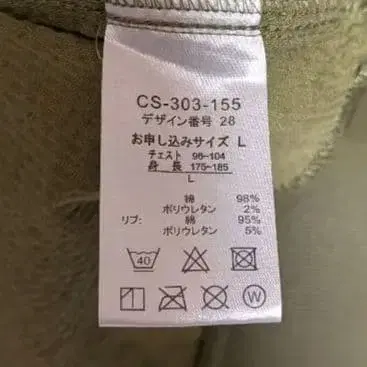 CS-303-155
デザイン番号 28
お申し込みサイズ L
チェスト 96-104
身 長 175-185
L
綿 98%
ポリウレタン 2%
リブ: 綿 95%
ポリウレタン 5%
40
W